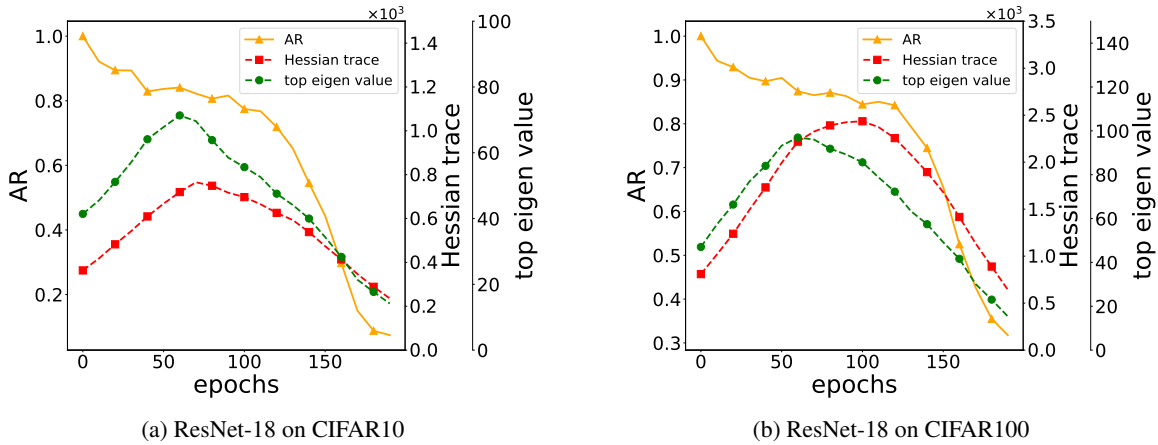 ×10³
AR
Hessian trace
top eigen value
1.0
0.8
0.6
0.4
0.2
AR
0 50 100 150
epochs
1.4
1.2
1.0
0.8
0.6
0.4
0.2
0.0
Hessian trace
100
80
60
40
20
0
top eigen value
(a) ResNet-18 on CIFAR10
×10³
AR
Hessian trace
top eigen value
1.0
0.9
0.8
0.7
0.6
0.5
0.4
0.3
AR
0 50 100 150
epochs
3.5
3.0
2.5
2.0
1.5
1.0
0.5
0.0
Hessian trace
140
120
100
80
60
40
20
0
top eigen value
(b) ResNet-18 on CIFAR100